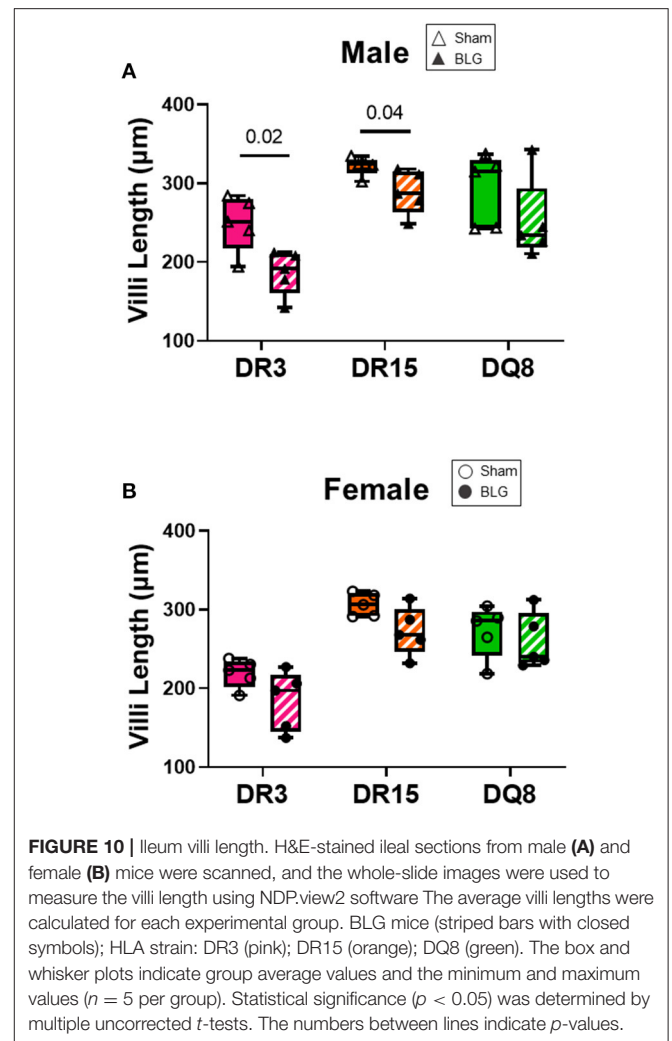 △ Sham
▲ BLG
Male
A
400
300
200
100
Villi Length (µm)
0.02
0.04
DR3 DR15 DQ8
○ Sham
● BLG
Female
B
400
300
200
100
Villi Length (µm)
DR3 DR15 DQ8
FIGURE 10 | Ileum villi length. H&E-stained ileal sections from male (A) and
female (B) mice were scanned, and the whole-slide images were used to
measure the villi length using NDP.view2 software The average villi lengths were
calculated for each experimental group. BLG mice (striped bars with closed
symbols); HLA strain: DR3 (pink); DR15 (orange); DQ8 (green). The box and
whisker plots indicate group average values and the minimum and maximum
values (n = 5 per group). Statistical significance (p < 0.05) was determined by
multiple uncorrected t-tests. The numbers between lines indicate p-values.